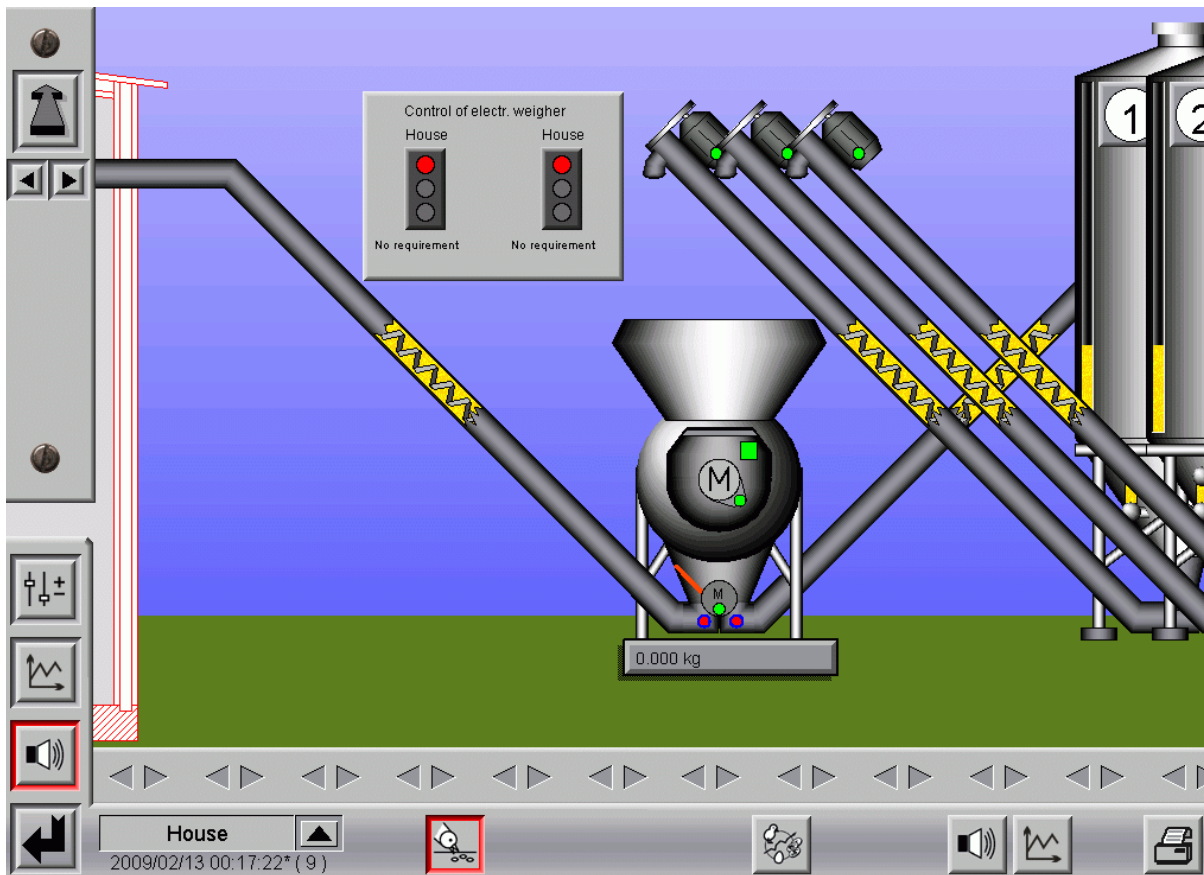 Control of electr. weigher
House House
No requirement No requirement
1 2
M
M
0.000 kg
House
2009/02/13 00:17:22* ( 9 )